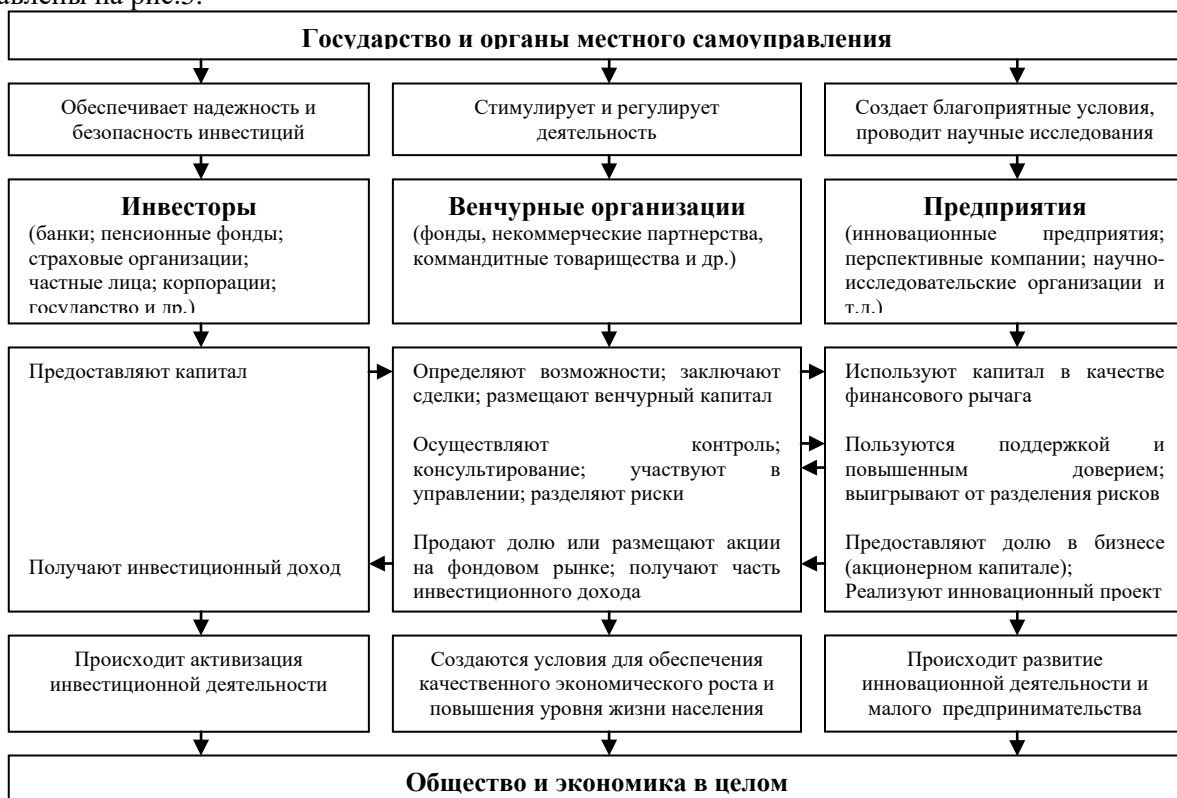 авлены на рис.3.
Государство и органы местного самоуправления
Обеспечивает надежность и
безопасность инвестиций
Стимулирует и регулирует
деятельность
Создает благоприятные условия,
проводит научные исследования
Инвесторы
(банки; пенсионные фонды;
страховые организации;
частные лица; корпорации;
государство и др.)
Венчурные организации
(фонды, некоммерческие партнерства,
коммандитные товарищества и др.)
Предприятия
(инновационные предприятия;
перспективные компании; научно-
исследовательские организации и
т.д.)
Предоставляют капитал
Получают инвестиционный доход
Определяют возможности; заключают
сделки; размещают венчурный капитал
Осуществляют контроль;
консультирование; участвуют в
управлении; разделяют риски
Продают долю или размещают акции
на фондовом рынке; получают часть
инвестиционного дохода
Используют капитал в качестве
финансового рычага
Пользуются поддержкой и
повышенным доверием;
выигрывают от разделения рисков
Предоставляют долю в бизнесе
(акционерном капитале);
Реализуют инновационный проект
Происходит активизация
инвестиционной деятельности
Создаются условия для обеспечения
качественного экономического роста и
повышения уровня жизни населения
Происходит развитие
инновационной деятельности и
малого предпринимательства
Общество и экономика в целом